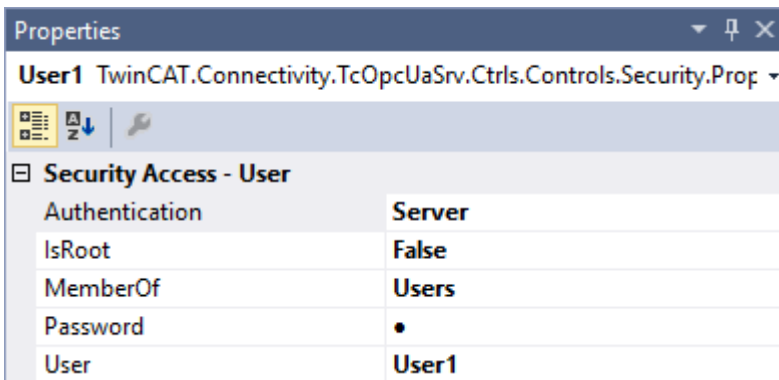 Properties
User1 TwinCAT.Connectivity.TcOpcUaSrv.Ctrls.Controls.Security.Prop
Security Access - User
Authentication Server
IsRoot False
MemberOf Users
Password ●
User User1